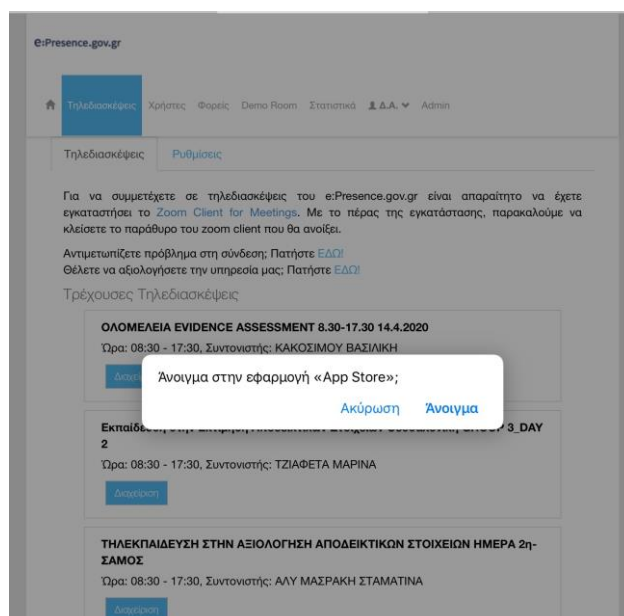 e:Presence.gov.gr
Τηλεδιασκέψεις Χρήστες Φορείς Demo Room Στατιστικά Δ.Α. Admin
Τηλεδιασκέψεις Ρυθμίσεις
Για να συμμετέχετε σε τηλεδιασκέψεις του e:Presence.gov.gr είναι απαραίτητο να έχετε
εγκαταστήσει το Zoom Client for Meetings. Με το πέρας της εγκατάστασης, παρακαλούμε να
κλείσετε το παράθυρο του zoom client που θα ανοίξει.
Αντιμετωπίζετε πρόβλημα στη σύνδεση; Πατήστε ΕΔΩ!
Θέλετε να αξιολογήσετε την υπηρεσία μας; Πατήστε ΕΔΩ!
Τρέχουσες Τηλεδιασκέψεις
ΟΛΟΜΕΛΕΙΑ EVIDENCE ASSESSMENT 8.30-17.30 14.4.2020
Ώρα: 08:30 - 17:30, Συντονιστής: ΚΑΚΟΣΙΜΟΥ ΒΑΣΙΛΙΚΗ
Άνοιγμα στην εφαρμογή «App Store»;
Ακύρωση Άνοιγμα
3_DAY
2
Ώρα: 08:30 - 17:30, Συντονιστής: ΤΖΙΑΦΕΤΑ ΜΑΡΙΝΑ
Διαχείριση
ΤΗΛΕΚΠΑΙΔΕΥΣΗ ΣΤΗΝ ΑΞΙΟΛΟΓΗΣΗ ΑΠΟΔΕΙΚΤΙΚΩΝ ΣΤΟΙΧΕΙΩΝ ΗΜΕΡΑ 2η-
ΣΑΜΟΣ
Ώρα: 08:30 - 17:30, Συντονιστής: ΑΛΥ ΜΑΣΡΑΚΗ ΣΤΑΜΑΤΙΝΑ
Διαχείριση